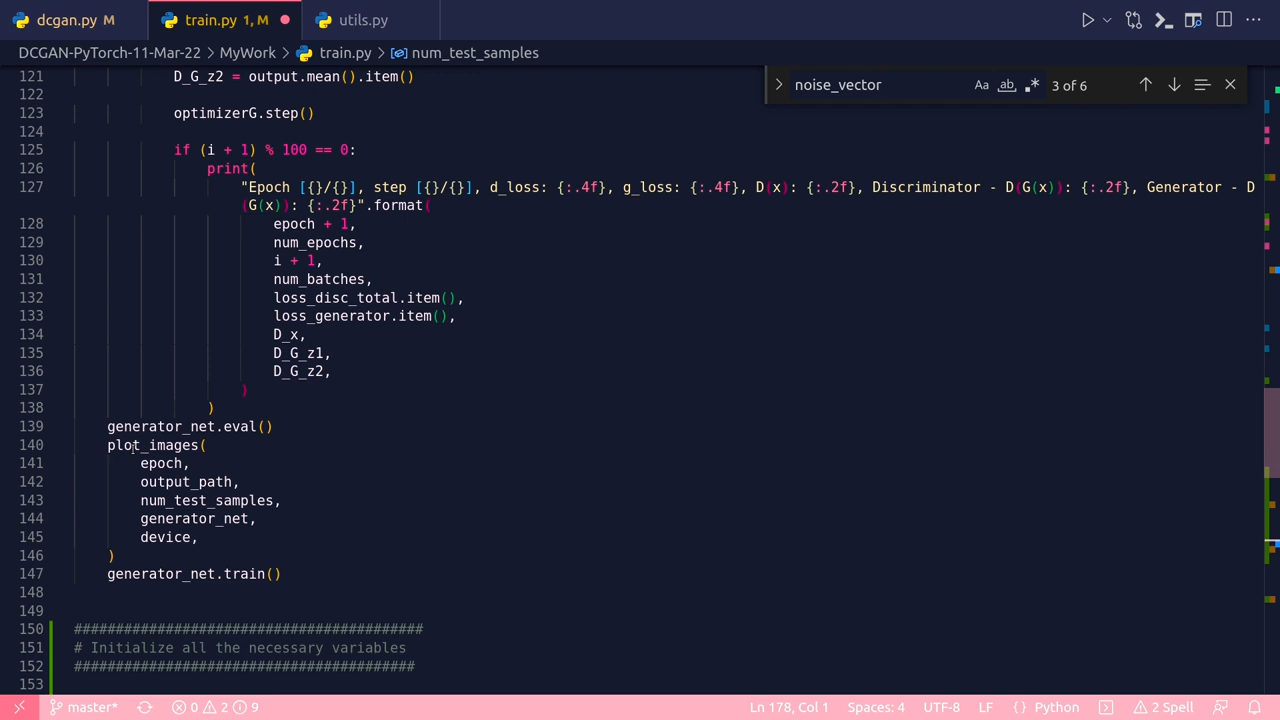 dcgan.py M train.py 1, M utils.py
DCGAN-PyTorch-11-Mar-22 > MyWork > train.py > num_test_samples
noise_vector Aa ab .* 3 of 6
121 D_G_z2 = output.mean().item()
122
123 optimizerG.step()
124
125 if (i + 1) % 100 == 0:
126 print(
127 "Epoch [{}/{}], step [{}/{}], d_loss: {:.4f}, g_loss: {:.4f}, D(x): {:.2f}, Discriminator - D(G(x)): {:.2f}, Generator - D
(G(x)): {:.2f}".format(
128 epoch + 1,
129 num_epochs,
130 i + 1,
131 num_batches,
132 loss_disc_total.item(),
133 loss_generator.item(),
134 D_x,
135 D_G_z1,
136 D_G_z2,
137 )
138 )
139 generator_net.eval()
140 plot_images(
141 epoch,
142 output_path,
143 num_test_samples,
144 generator_net,
145 device,
146 )
147 generator_net.train()
148
149
150 ##########################################
151 # Initialize all the necessary variables
152 #########################################
153
master* 0 2 9 Ln 178, Col 1 Spaces: 4 UTF-8 LF { } Python 2 Spell